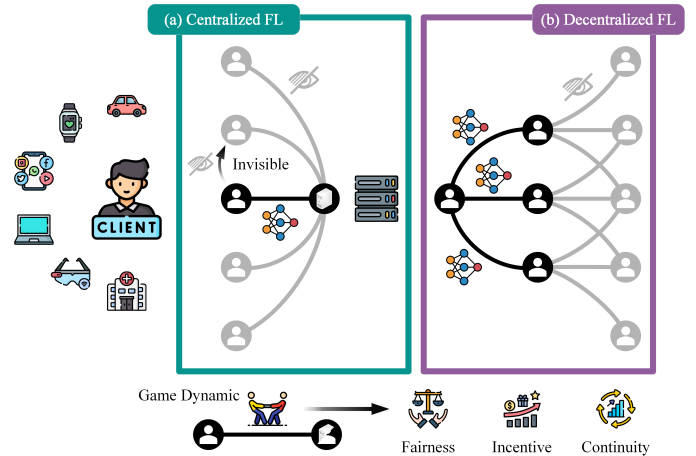 (a) Centralized FL
(b) Decentralized FL
Invisible
CLIENT
Game Dynamic
Fairness
Incentive
Continuity